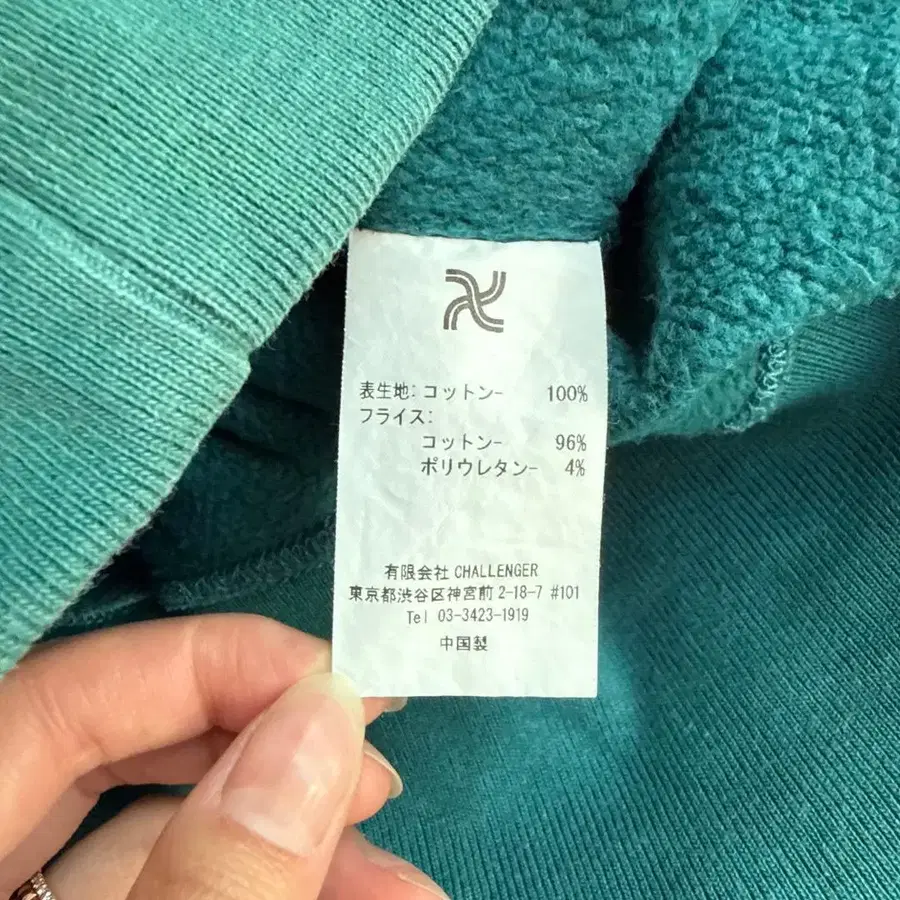 表生地: コットン- 100%
フライス:
コットン- 96%
ポリウレタン- 4%
有限会社 CHALLENGER
東京都渋谷区神宮前 2-18-7 #101
Tel 03-3423-1919
中国製